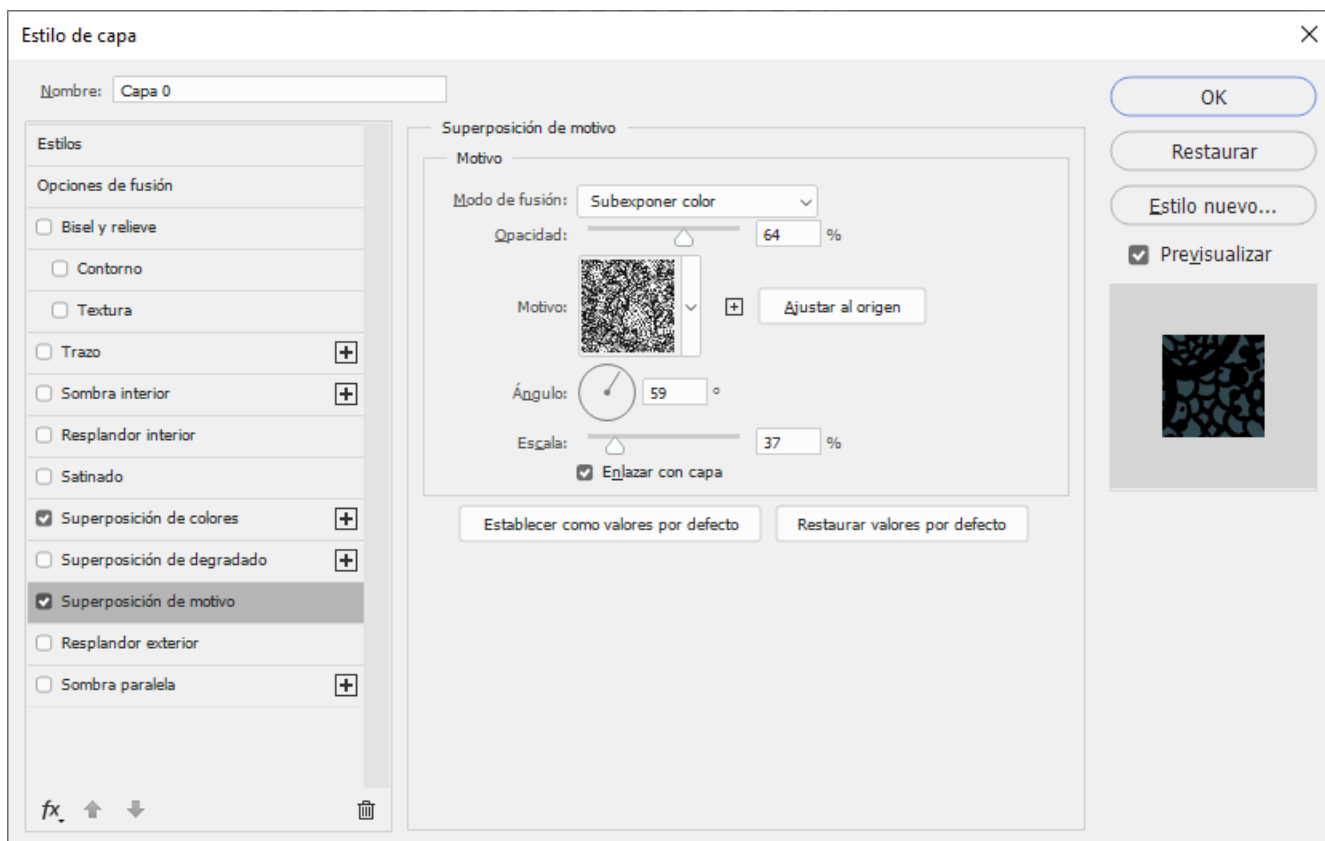 Estilo de capa
Nombre: Capa 0
Estilos
Opciones de fusión
Bisel y relieve
Contorno
Textura
Trazo
Sombra interior
Resplandor interior
Satinado
Superposición de colores
Superposición de degradado
Superposición de motivo
Resplandor exterior
Sombra paralela
fx
Superposición de motivo
Motivo
Modo de fusión: Subexponer color
Opacidad: 64 %
Motivo: Ajustar al origen
Ángulo: 59 °
Escala: 37 %
Enlazar con capa
Establecer como valores por defecto Restaurar valores por defecto
OK
Restaurar
Estilo nuevo...
Previsualizar